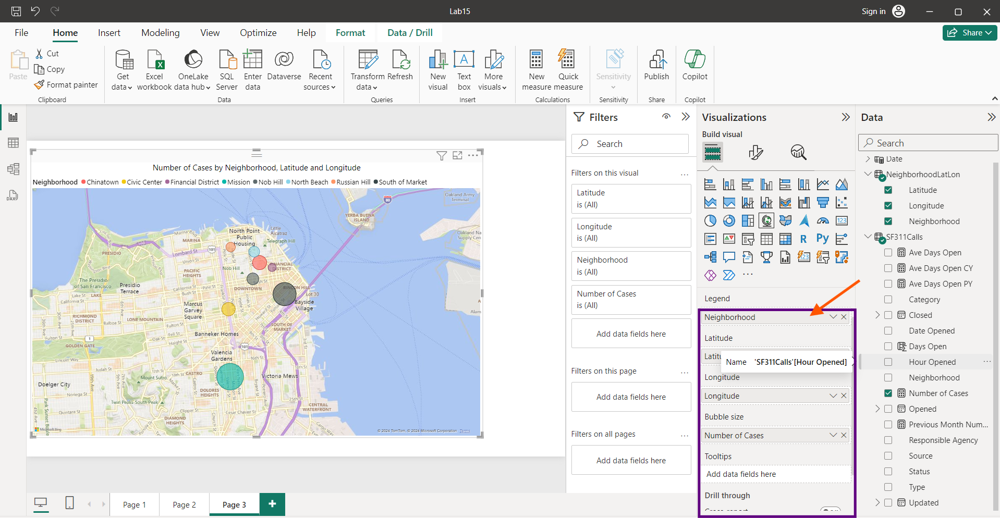 Lab15
Sign in
File Home Insert Modeling View Optimize Help Format Data / Drill
Share
Paste
Cut
Copy
Format painter
Clipboard
Get data
Excel workbook
OneLake data hub
SQL Server
Enter data
Dataverse
Recent sources
Data
Transform data
Refresh
Queries
New visual
Text box
More visuals
Insert
New measure
Quick measure
Calculations
Sensitivity
Sensitivity
Publish
Share
Copilot
Copilot
Number of Cases by Neighborhood, Latitude and Longitude
Neighborhood Chinatown Civic Center Financial District Mission Nob Hill North Beach Russian Hill South of Market
Oakland Army Terminal
80
YERBA BUENA ISLAND
Little Alcatraz
North Point Public Housing
Telegraph Hill
MARINA
Lombard St
101
PRESIDIO
Union St
PACIFIC HEIGHTS
Nob Hill
FINANCIAL DISTRICT
The Presidio of San Francisco
Presidio Terrace
DOWNTOWN
RINCON HILL
Lot 30
California St
LAKE
Bush St
Marcus Garvey Square
Bayside Village
RICHMOND DISTRICT
LONE MOUNTAIN
SOUTH OF MARKET
Banneker Homes
Fulton St
Oak St
Fell St
Haight St
GOLDEN GATE
1
101
Lincoln Way
Valencia Gardens
16th St
Judah St
CASTRO
Victoria Mews
Doelger City
Mount Sutro
DOLORES HEIGHTS
Noriega St
Twin Peaks-South Peak
25th St
CENTRAL WATERFRONT
Quintara St
Clipper St
Cesar Chavez St
DIAMOND HEIGHTS
Microsoft Bing
© 2024 TomTom, © 2024 Microsoft Corporation Terms
Page 1
Page 2
Page 3
+
Filters
Search
Filters on this visual
Latitude
is (All)
Longitude
is (All)
Neighborhood
is (All)
Number of Cases
is (All)
Add data fields here
Filters on this page
Add data fields here
Filters on all pages
Add data fields here
Visualizations
Build visual
123
R
Py
123
Legend
Neighborhood
Latitude
Latitu
Name 'SF311Calls'[Hour Opened]
Longitude
Longitude
Bubble size
Number of Cases
Tooltips
Add data fields here
Drill through
Data
Search
Date
NeighborhoodLatLon
Latitude
Longitude
Neighborhood
SF311Calls
Ave Days Open
Ave Days Open CY
Ave Days Open PY
Category
Closed
Date Opened
Days Open
Hour Opened
Neighborhood
Number of Cases
Opened
Previous Month Num...
Responsible Agency
Source
Status
Type
Updated